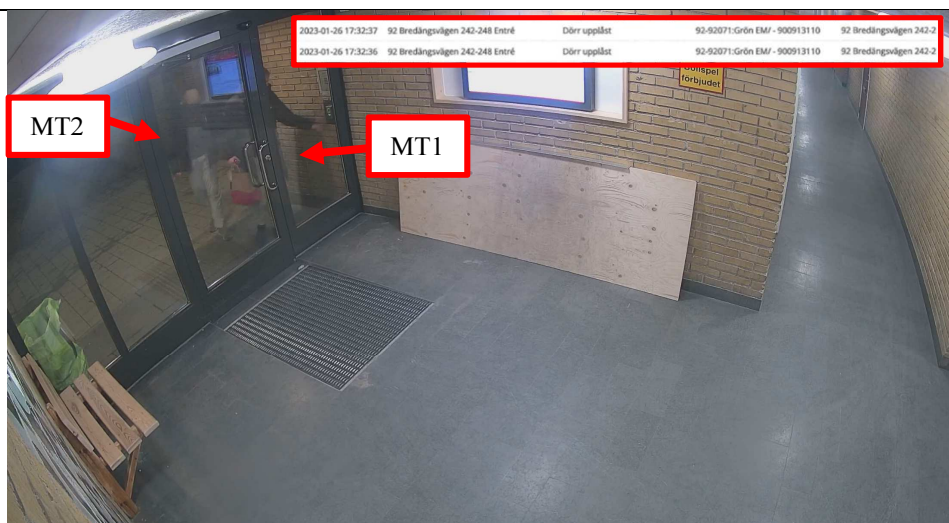 2023-01-26 17:32:37 92 Bredängsvägen 242-248 Entré Dörr upplåst 92-92071:Grön EM/ - 900913110 92 Bredängsvägen 242-2
2023-01-26 17:32:36 92 Bredängsvägen 242-248 Entré Dörr upplåst 92-92071:Grön EM/ - 900913110 92 Bredängsvägen 242-2
Bollspel
förbjudet
MT2
MT1